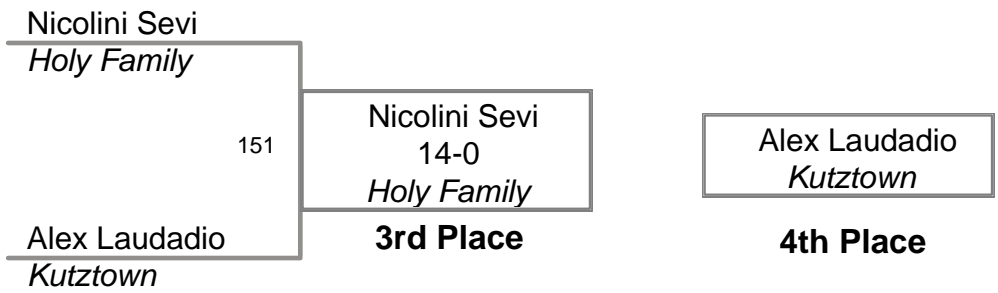 Nicolini Sevi
Holy Family
151
Alex Laudadio
Kutztown
Nicolini Sevi
14-0
Holy Family
3rd Place
Alex Laudadio
Kutztown
4th Place